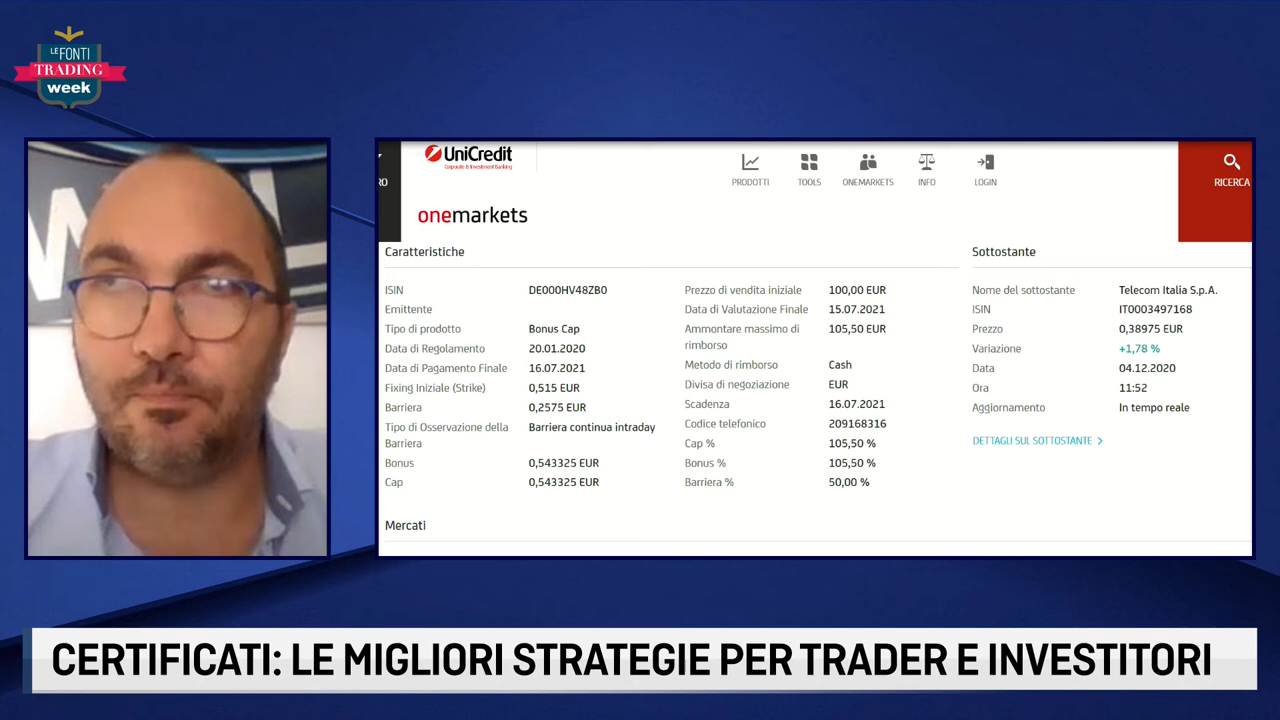 LE FONTI
TRADING
week
W
RO
UniCredit
Corporate & Investment Banking
PRODOTTI
TOOLS
ONEMARKETS
INFO
LOGIN
RICERCA
onemarkets
Caratteristiche
ISIN DE000HV48ZB0
Emittente
Tipo di prodotto Bonus Cap
Data di Regolamento 20.01.2020
Data di Pagamento Finale 16.07.2021
Fixing Iniziale (Strike) 0,515 EUR
Barriera 0,2575 EUR
Tipo di Osservazione della Barriera continua intraday
Barriera
Bonus 0,543325 EUR
Cap 0,543325 EUR
Prezzo di vendita iniziale 100,00 EUR
Data di Valutazione Finale 15.07.2021
Ammontare massimo di 105,50 EUR
rimborso
Metodo di rimborso Cash
Divisa di negoziazione EUR
Scadenza 16.07.2021
Codice telefonico 209168316
Cap % 105,50 %
Bonus % 105,50 %
Barriera % 50,00 %
Sottostante
Nome del sottostante Telecom Italia S.p.A.
ISIN IT0003497168
Prezzo 0,38975 EUR
Variazione +1,78 %
Data 04.12.2020
Ora 11:52
Aggiornamento In tempo reale
DETTAGLI SUL SOTTOSTANTE >
Mercati
CERTIFICATI: LE MIGLIORI STRATEGIE PER TRADER E INVESTITORI